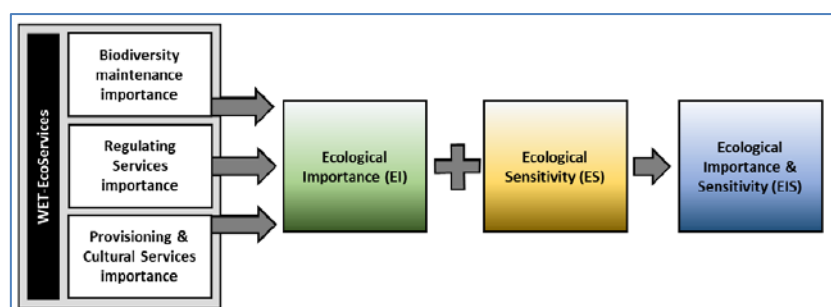 WET-EcoServices
Biodiversity
maintenance
importance
Regulating
Services
importance
Provisioning &
Cultural Services
importance
Ecological
Importance (EI)
Ecological
Sensitivity (ES)
Ecological
Importance &
Sensitivity (EIS)